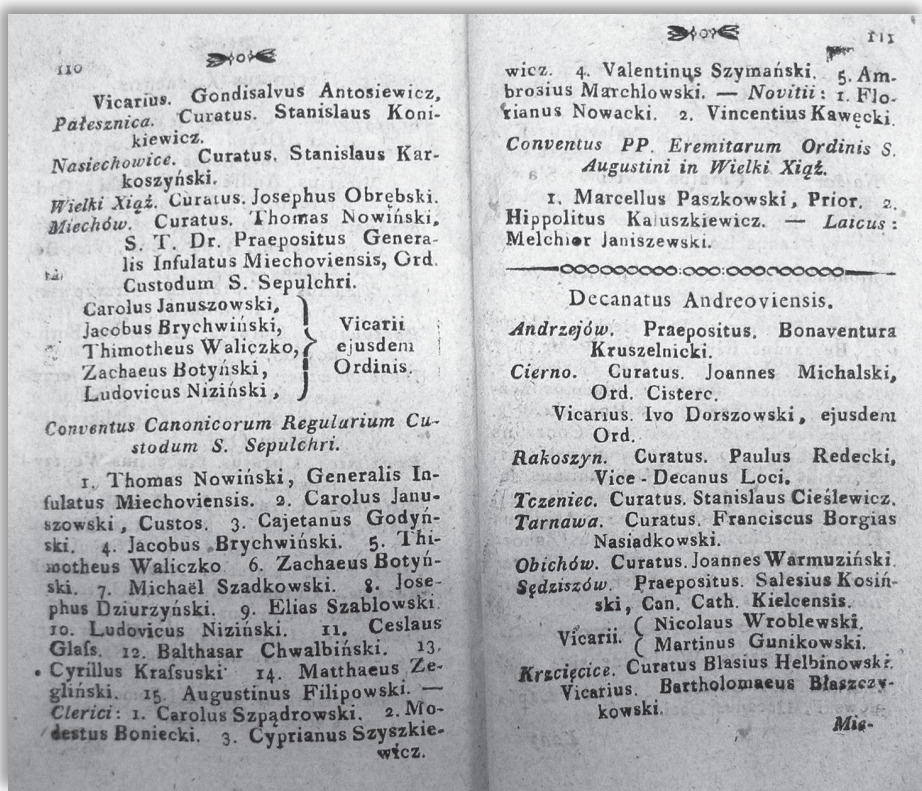 110
Vicarius. Gondisalvus Antosiewicz,
Pałesznica. Curatus. Stanislaus Koni-
kiewicz.
Nasiechowice. Curatus. Stanislaus Kar-
koszyński.
Wielki Xiąż. Curatus. Josephus Obrębski.
Miechów. Curatus. Thomas Nowiński,
S. T. Dr. Praepositus Genera-
lis Infulatus Miechoviensis, Ord.
Custodum S. Sepulchri.
Carolus Januszowski,
Jacobus Brychwiński, Vicarii
Thimotheus Waliczko, ejusdem
Zachaeus Botyński, Ordinis.
Ludovicus Niziński,
Conventus Canonicorum Regularium Cu-
stodum S. Sepulchri.
1. Thomas Nowiński, Generalis In-
fulatus Miechoviensis. 2. Carolus Janu-
szowski, Custos. 3. Cajetanus Godyń-
ski. 4. Jacobus Brychwiński. 5. Thi-
motheus Waliczko 6. Zachaeus Botyń-
ski. 7. Michaël Szadkowski. 8. Jose-
phus Dziurzyński. 9. Elias Szablowski.
10. Ludovicus Niziński. 11. Ceslaus
Glaſs. 12. Balthasar Chwalbiński. 13.
Cyrillus Kraſsuski 14. Matthaeus Ze-
gliński. 15. Augustinus Filipowski. —
Clerici: 1. Carolus Szpądrowski. 2. Mo-
destus Boniecki. 3. Cyprianus Szyszkie-
wicz.
111
wicz. 4. Valentinus Szymański. 5. Am-
brosius Marchlowski. — Novitii: 1. Flo-
rianus Nowacki. 2. Vincentius Kawęcki.
Conventus PP. Eremitarum Ordinis S.
Augustini in Wielki Xiąż.
1. Marcellus Paszkowski, Prior. 2.
Hippolitus Kaluszkiewicz. — Laicus:
Melchior Janiszewski.
Decanatus Andreoviensis.
Andrzejów. Praepositus. Bonaventura
Kruszelnicki.
Cierno. Curatus. Joannes Michalski,
Ord. Cisterc.
Vicarius. Ivo Dorszowski, ejusdem
Ord.
Rakoszyn. Curatus. Paulus Redecki,
Vice-Decanus Loci.
Tczeniec. Curatus. Stanislaus Cieślewicz.
Tarnawa. Curatus. Franciscus Borgias
Nasiadkowski.
Obichów. Curatus. Joannes Warmuziński.
Sędziszów. Praepositus. Salesius Kosiń-
ski, Can. Cath. Kielcensis.
Vicarii. Nicolaus Wroblewski.
Martinus Gunikowski.
Krzcięcice. Curatus Blasius Helbinowski.
Vicarius. Bartholomaeus Błaszczy-
kowski.
Mie-